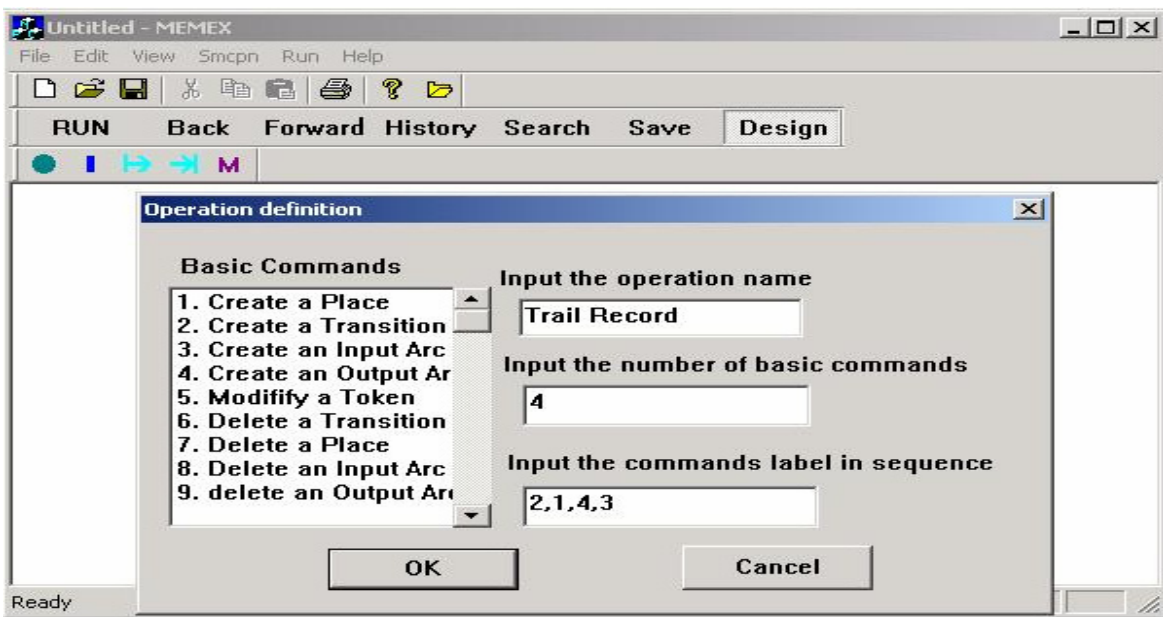 Untitled - MEMEX
File Edit View Smcpn Run Help
RUN Back Forward History Search Save Design
M
Operation definition
Basic Commands
1. Create a Place
2. Create a Transition
3. Create an Input Arc
4. Create an Output Ar
5. Modifify a Token
6. Delete a Transition
7. Delete a Place
8. Delete an Input Arc
9. delete an Output Arc
Input the operation name
Trail Record
Input the number of basic commands
4
Input the commands label in sequence
2,1,4,3
OK Cancel
Ready